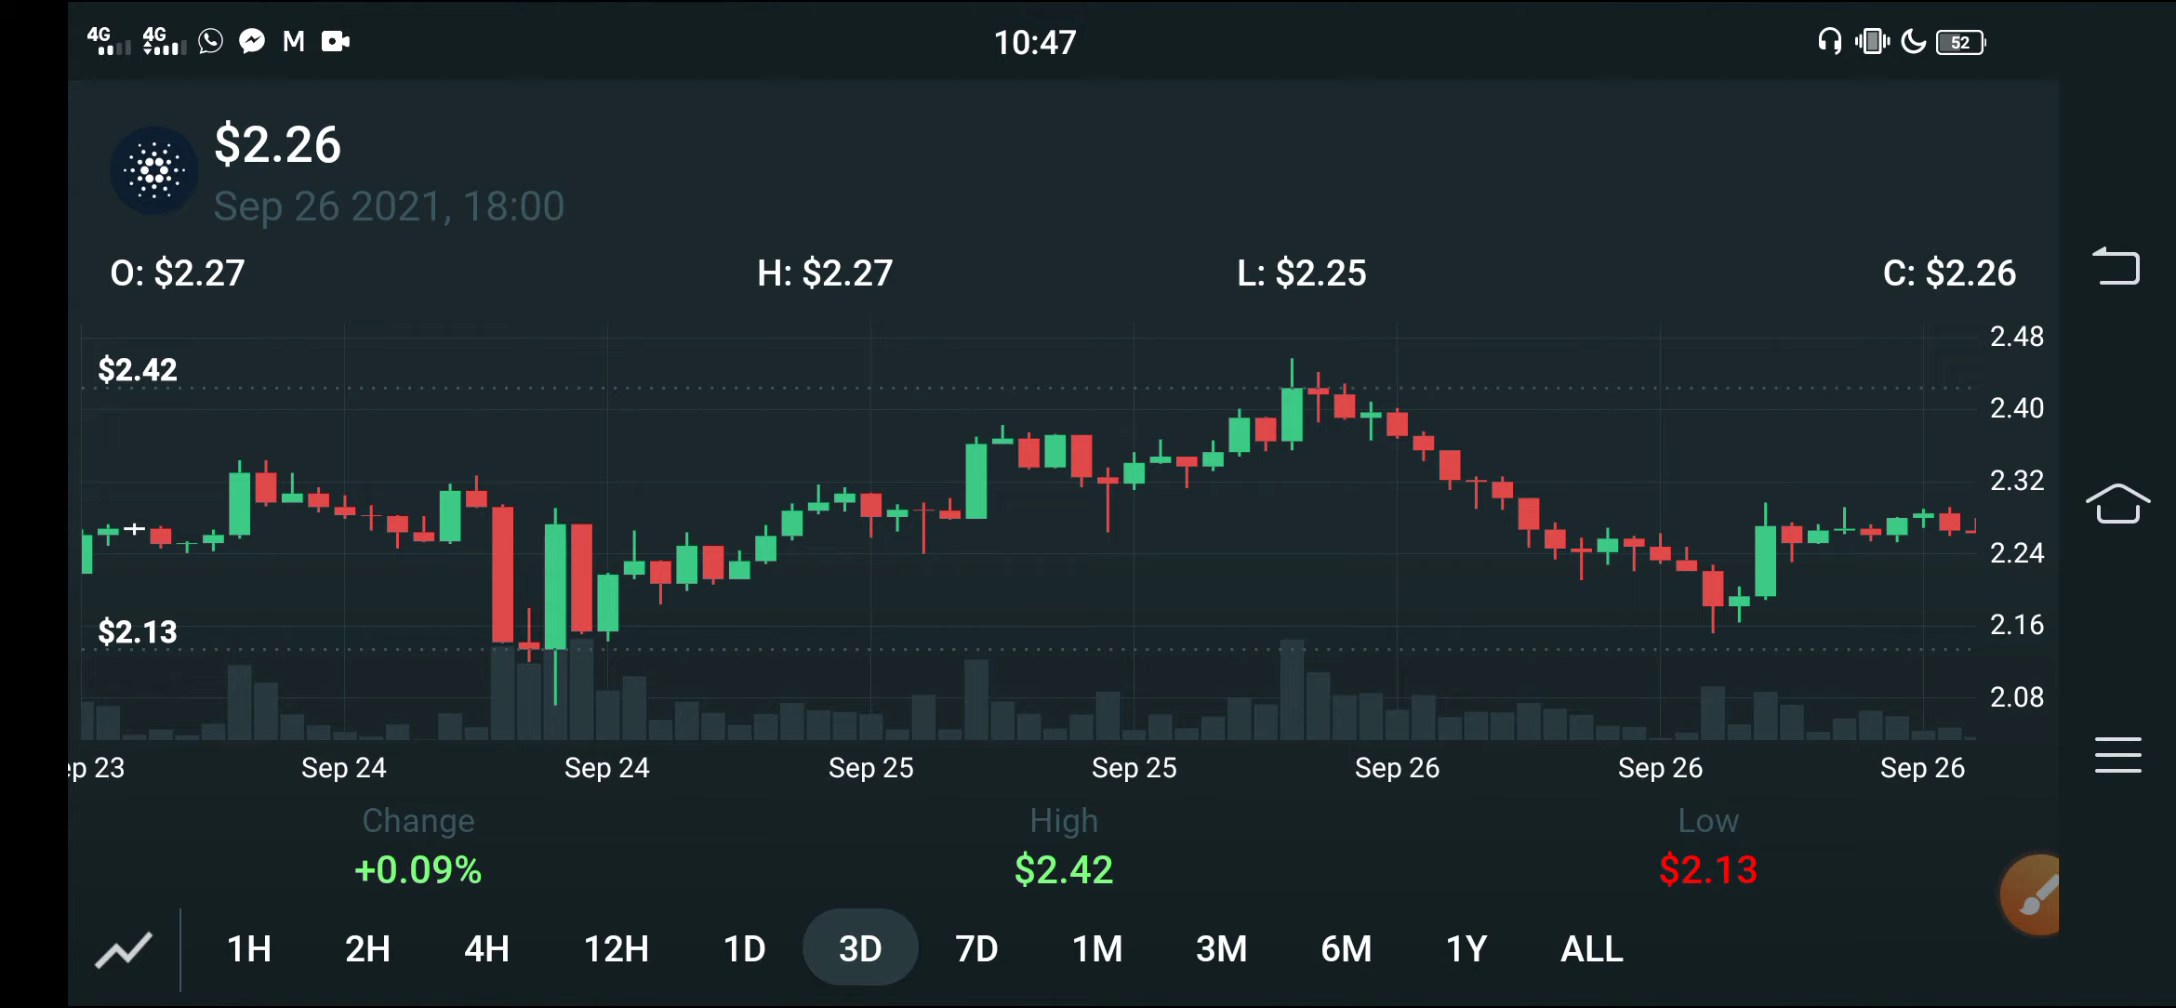 4G 4G M 10:47 52
$2.26
Sep 26 2021, 18:00
O: $2.27 H: $2.27 L: $2.25 C: $2.26
2.48
$2.42
2.40
2.32
2.24
$2.13
2.16
2.08
ep 23 Sep 24 Sep 24 Sep 25 Sep 25 Sep 26 Sep 26 Sep 26
Change High Low
+0.09% $2.42 $2.13
1H 2H 4H 12H 1D 3D 7D 1M 3M 6M 1Y ALL